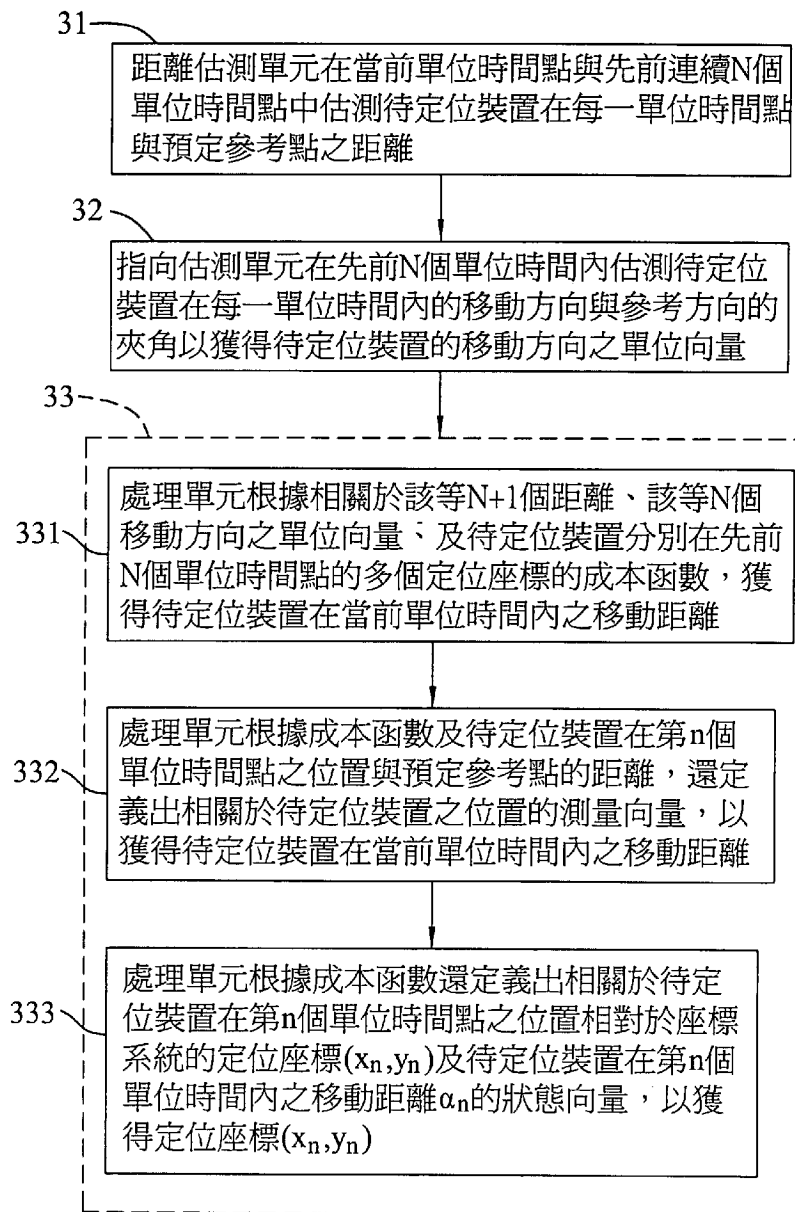 31
距離估測單元在當前單位時間點與先前連續N個
單位時間點中估測待定位裝置在每一單位時間點
與預定參考點之距離
32
指向估測單元在先前N個單位時間內估測待定位
裝置在每一單位時間內的移動方向與參考方向的
夾角以獲得待定位裝置的移動方向之單位向量
33
331
處理單元根據相關於該等N+1個距離、該等N個
移動方向之單位向量、及待定位裝置分別在先前
N個單位時間點的多個定位座標的成本函數，獲
得待定位裝置在當前單位時間內之移動距離
332
處理單元根據成本函數及待定位裝置在第n個
單位時間點之位置與預定參考點的距離，還定
義出相關於待定位裝置之位置的測量向量，以
獲得待定位裝置在當前單位時間內之移動距離
333
處理單元根據成本函數還定義出相關於待定
位裝置在第n個單位時間點之位置相對於座標
系統的定位座標(xₙ,yₙ)及待定位裝置在第n個
單位時間內之移動距離αₙ的狀態向量，以獲
得定位座標(xₙ,yₙ)